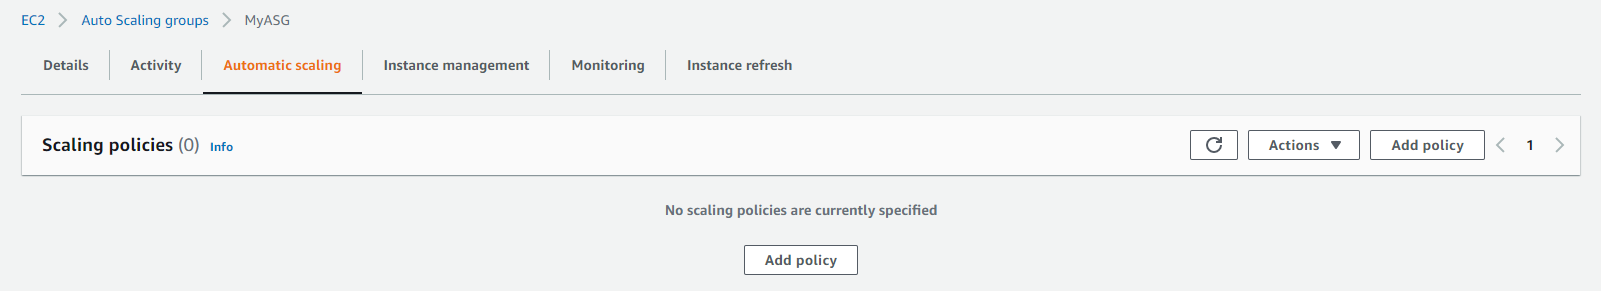 EC2 Auto Scaling groups MyASG
Details Activity Automatic scaling Instance management Monitoring Instance refresh
Scaling policies (0) Info Actions Add policy 1
No scaling policies are currently specified
Add policy